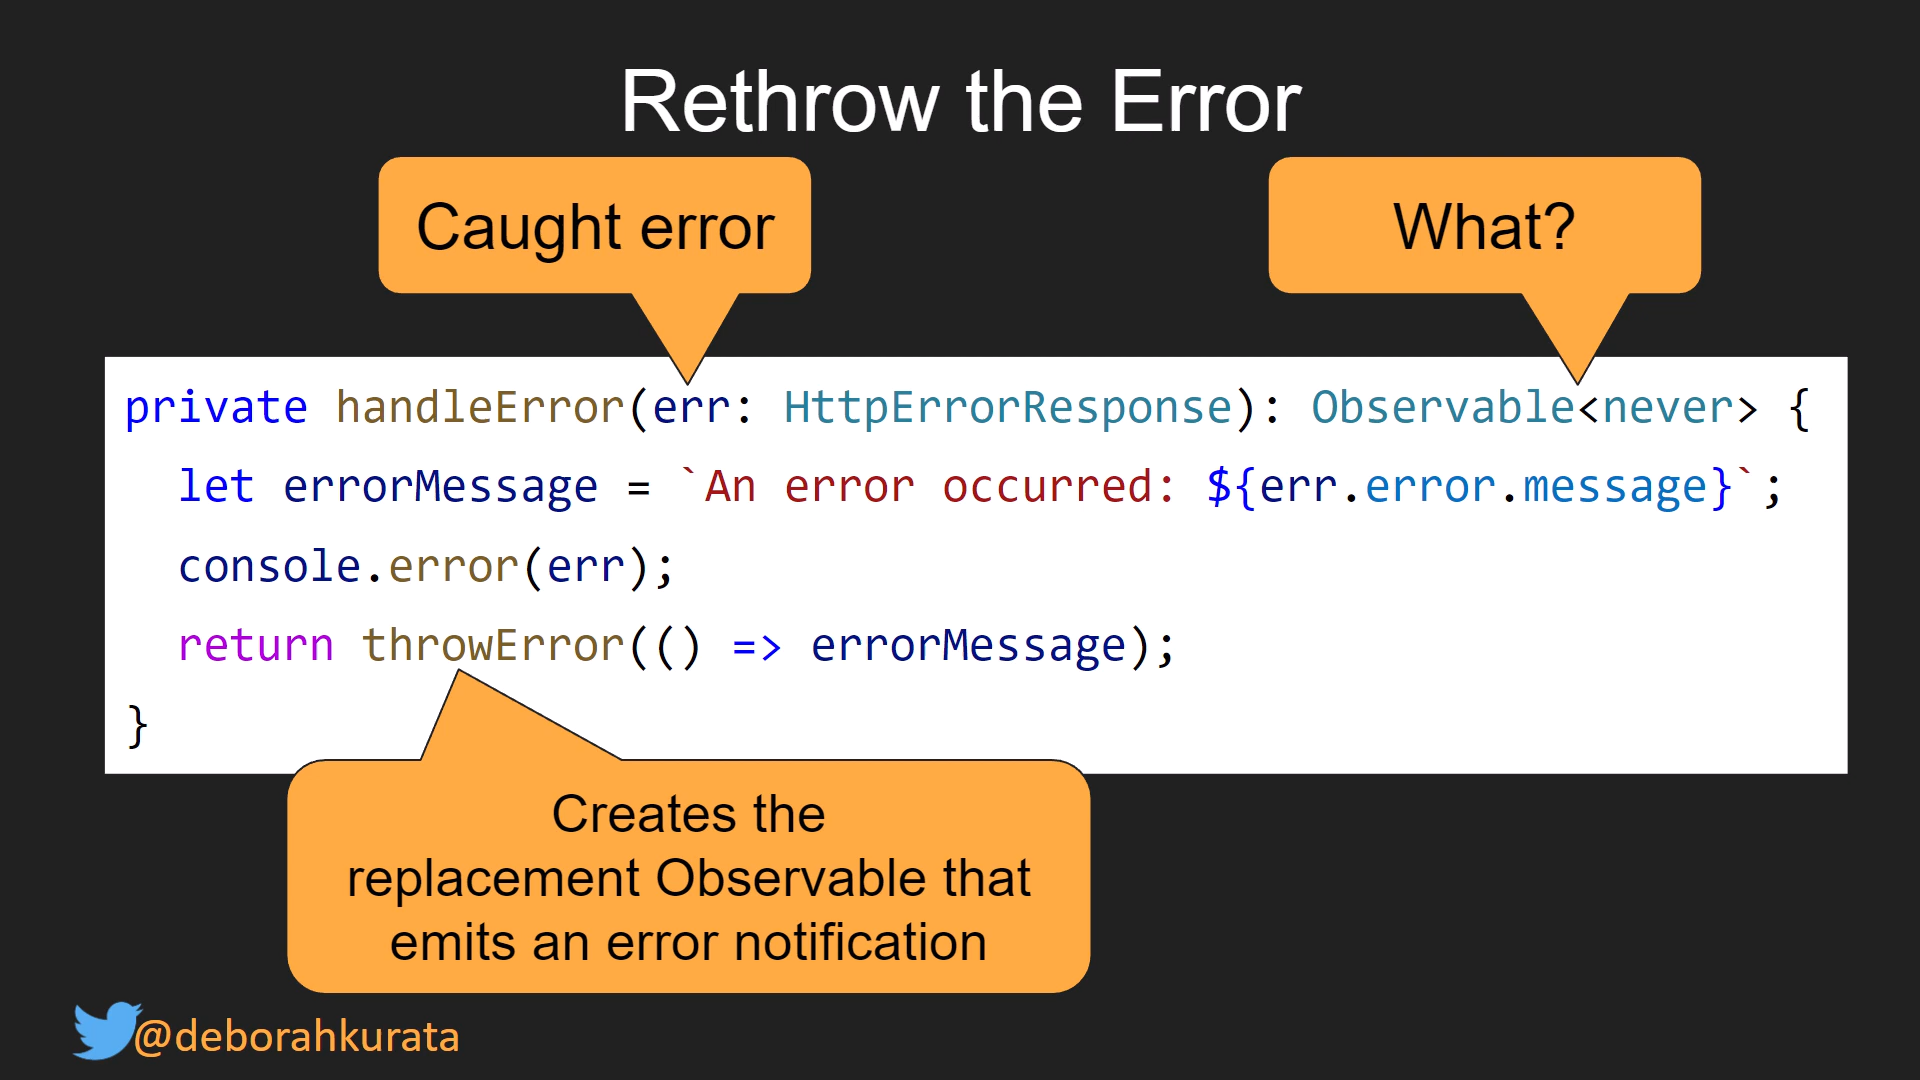 Rethrow the Error
Caught error
What?
private handleError(err: HttpErrorResponse): Observable<never> {
  let errorMessage = `An error occurred: ${err.error.message}`;
  console.error(err);
  return throwError(() => errorMessage);
}
Creates the
replacement Observable that
emits an error notification
@deborahkurata